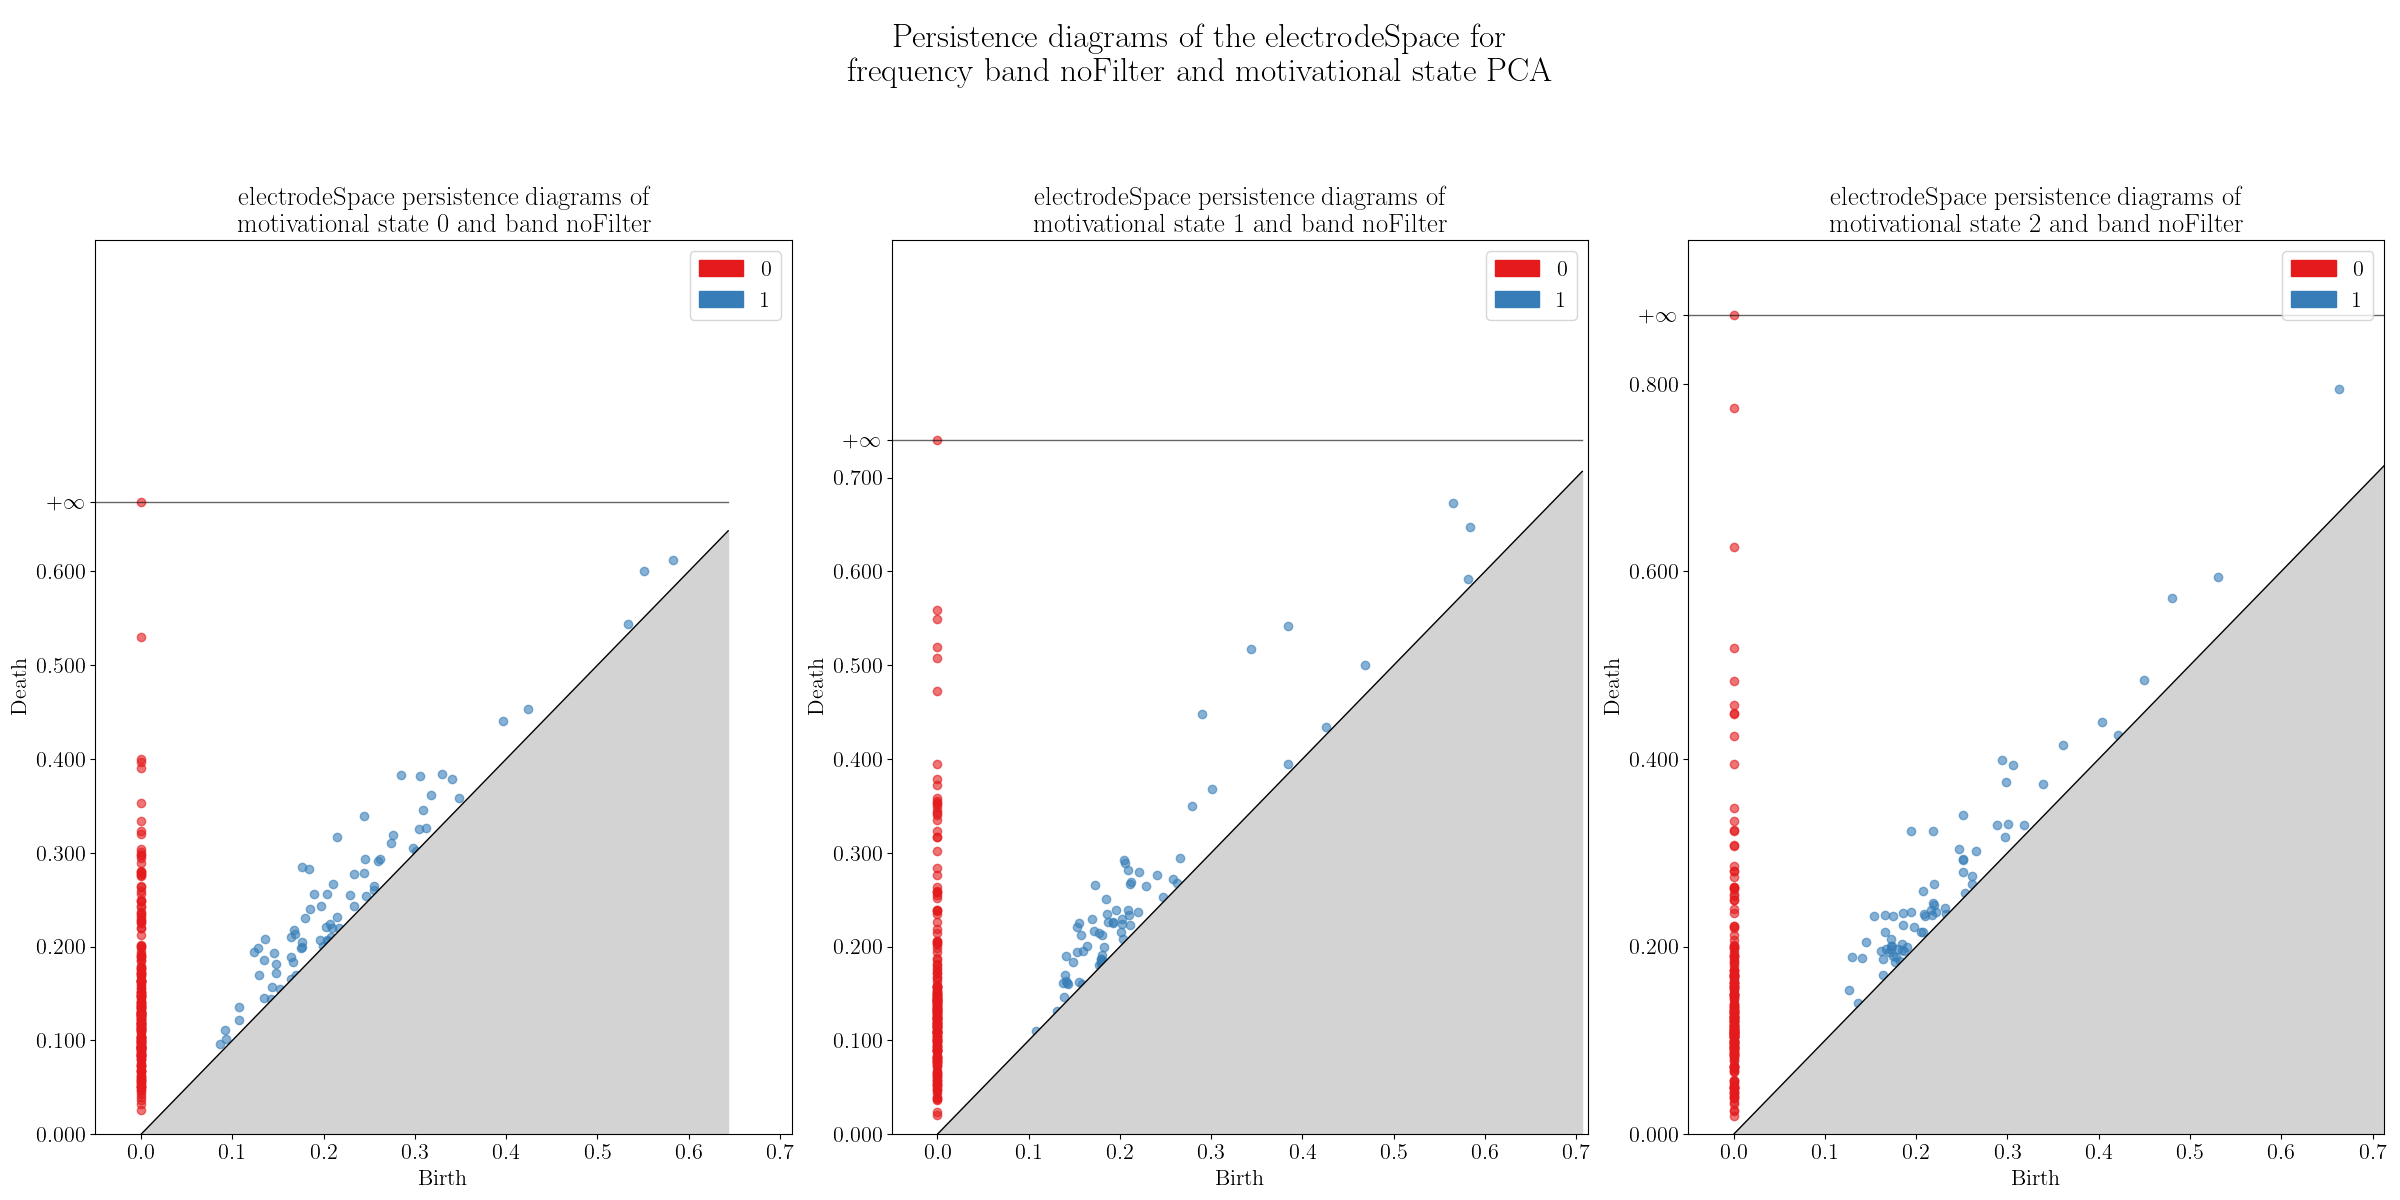 Persistence diagrams of the electrodeSpace for
frequency band noFilter and motivational state PCA
electrodeSpace persistence diagrams of
motivational state 0 and band noFilter
0
1
+∞
0.600
0.500
0.400
0.300
0.200
0.100
0.000
Death
0.0 0.1 0.2 0.3 0.4 0.5 0.6 0.7
Birth
electrodeSpace persistence diagrams of
motivational state 1 and band noFilter
0
1
+∞
0.700
0.600
0.500
0.400
0.300
0.200
0.100
0.000
Death
0.0 0.1 0.2 0.3 0.4 0.5 0.6 0.7
Birth
electrodeSpace persistence diagrams of
motivational state 2 and band noFilter
0
1
+∞
0.800
0.600
0.400
0.200
0.000
Death
0.0 0.1 0.2 0.3 0.4 0.5 0.6 0.7
Birth